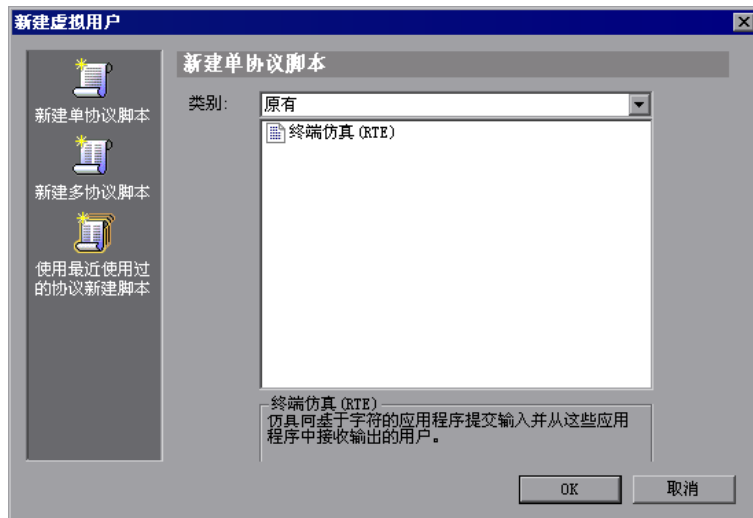 新建虚拟用户
新建单协议脚本
新建多协议脚本
使用最近使用过
的协议新建脚本
新建单协议脚本
类别:
原有
终端仿真(RTE)
终端仿真(RTE)
仿真向基于字符的应用程序提交输入并从这些应用
程序中接收输出的用户。
OK
取消